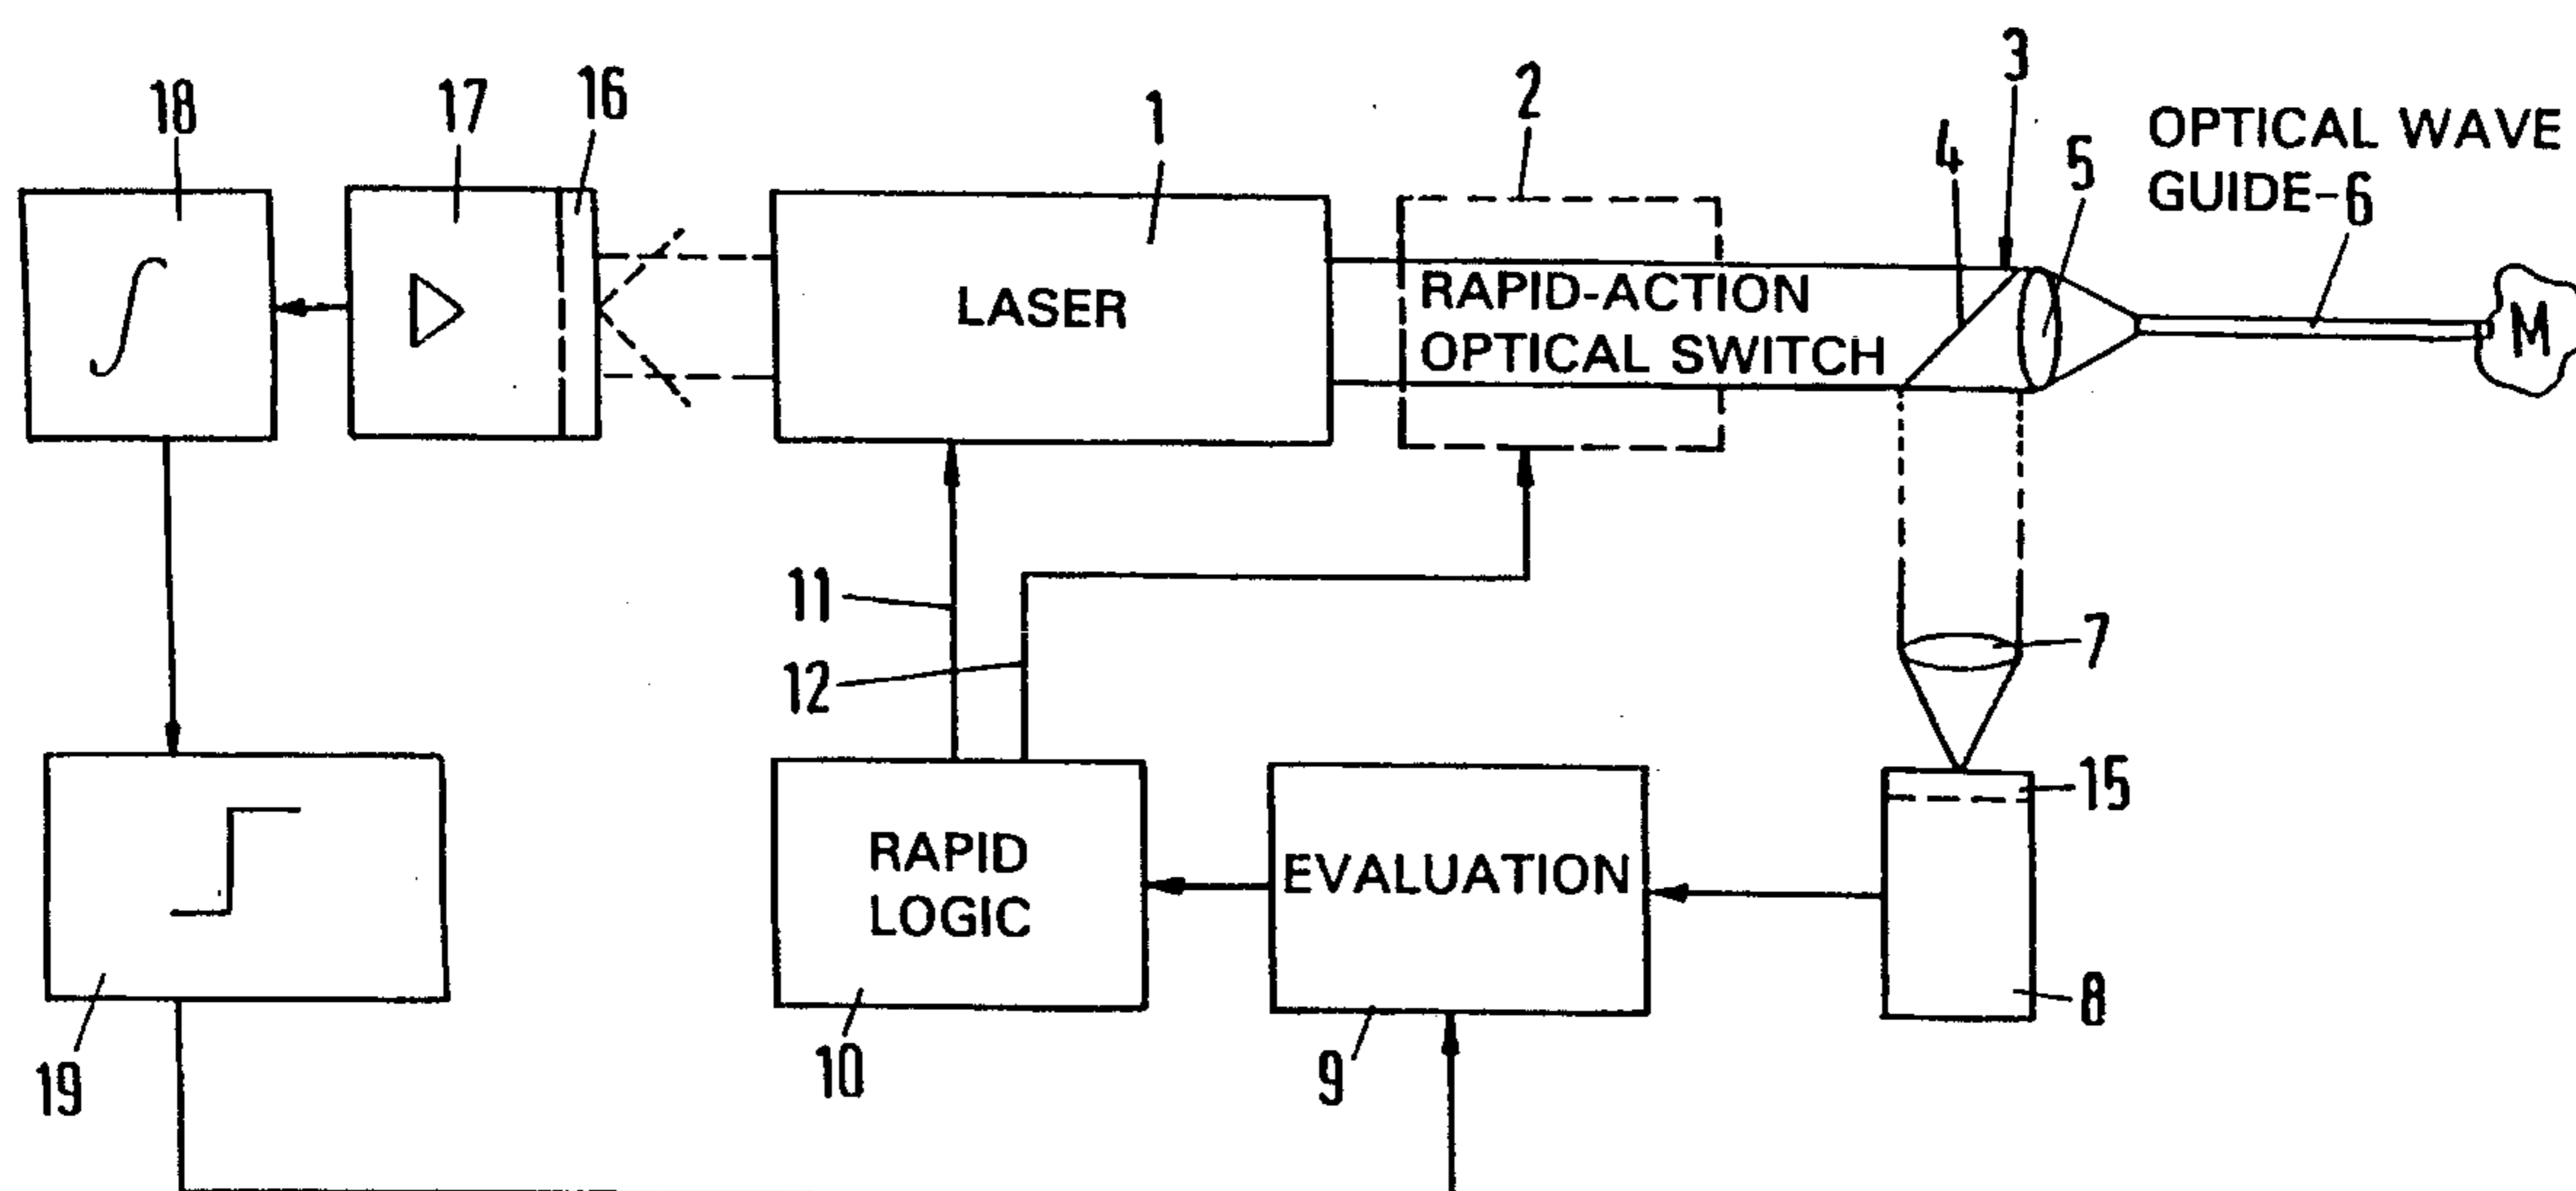 18
17
16
1
2
3
4
5
OPTICAL WAVE
GUIDE-6
LASER
RAPID-ACTION
OPTICAL SWITCH
M
11
12
7
15
RAPID
LOGIC
EVALUATION
8
19
10
9